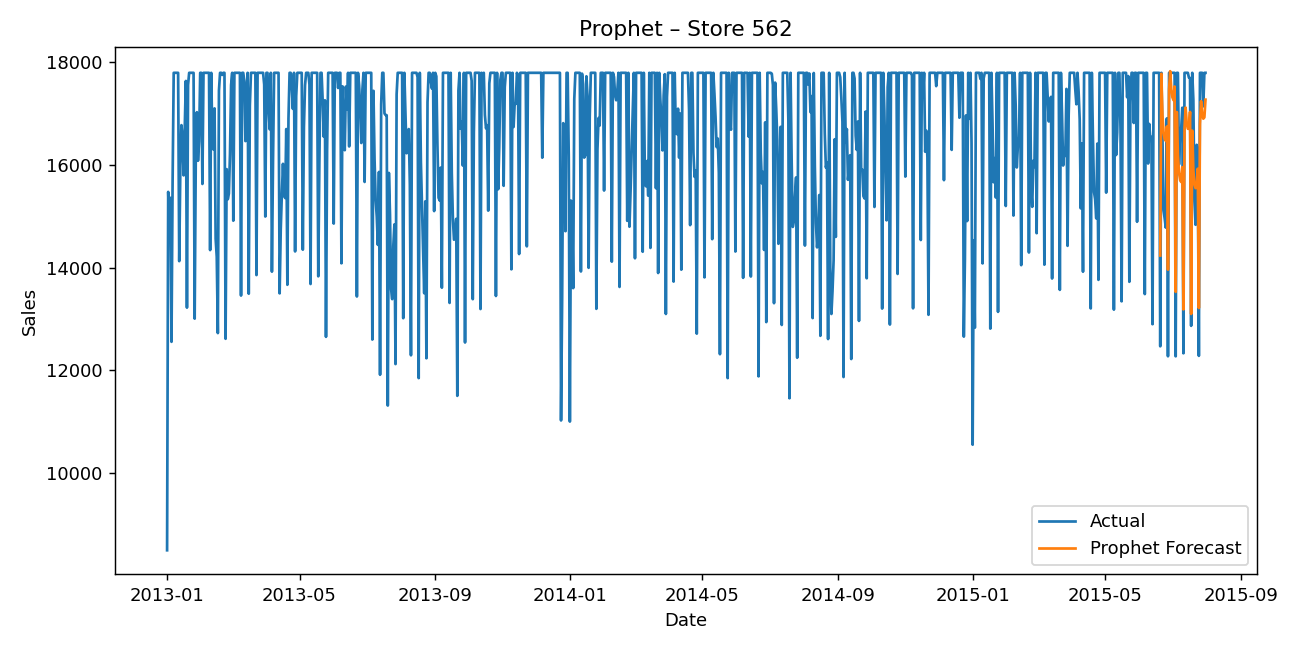 Prophet – Store 562
18000
16000
14000
12000
10000
Sales
2013-01 2013-05 2013-09 2014-01 2014-05 2014-09 2015-01 2015-05 2015-09
Date
Actual
Prophet Forecast